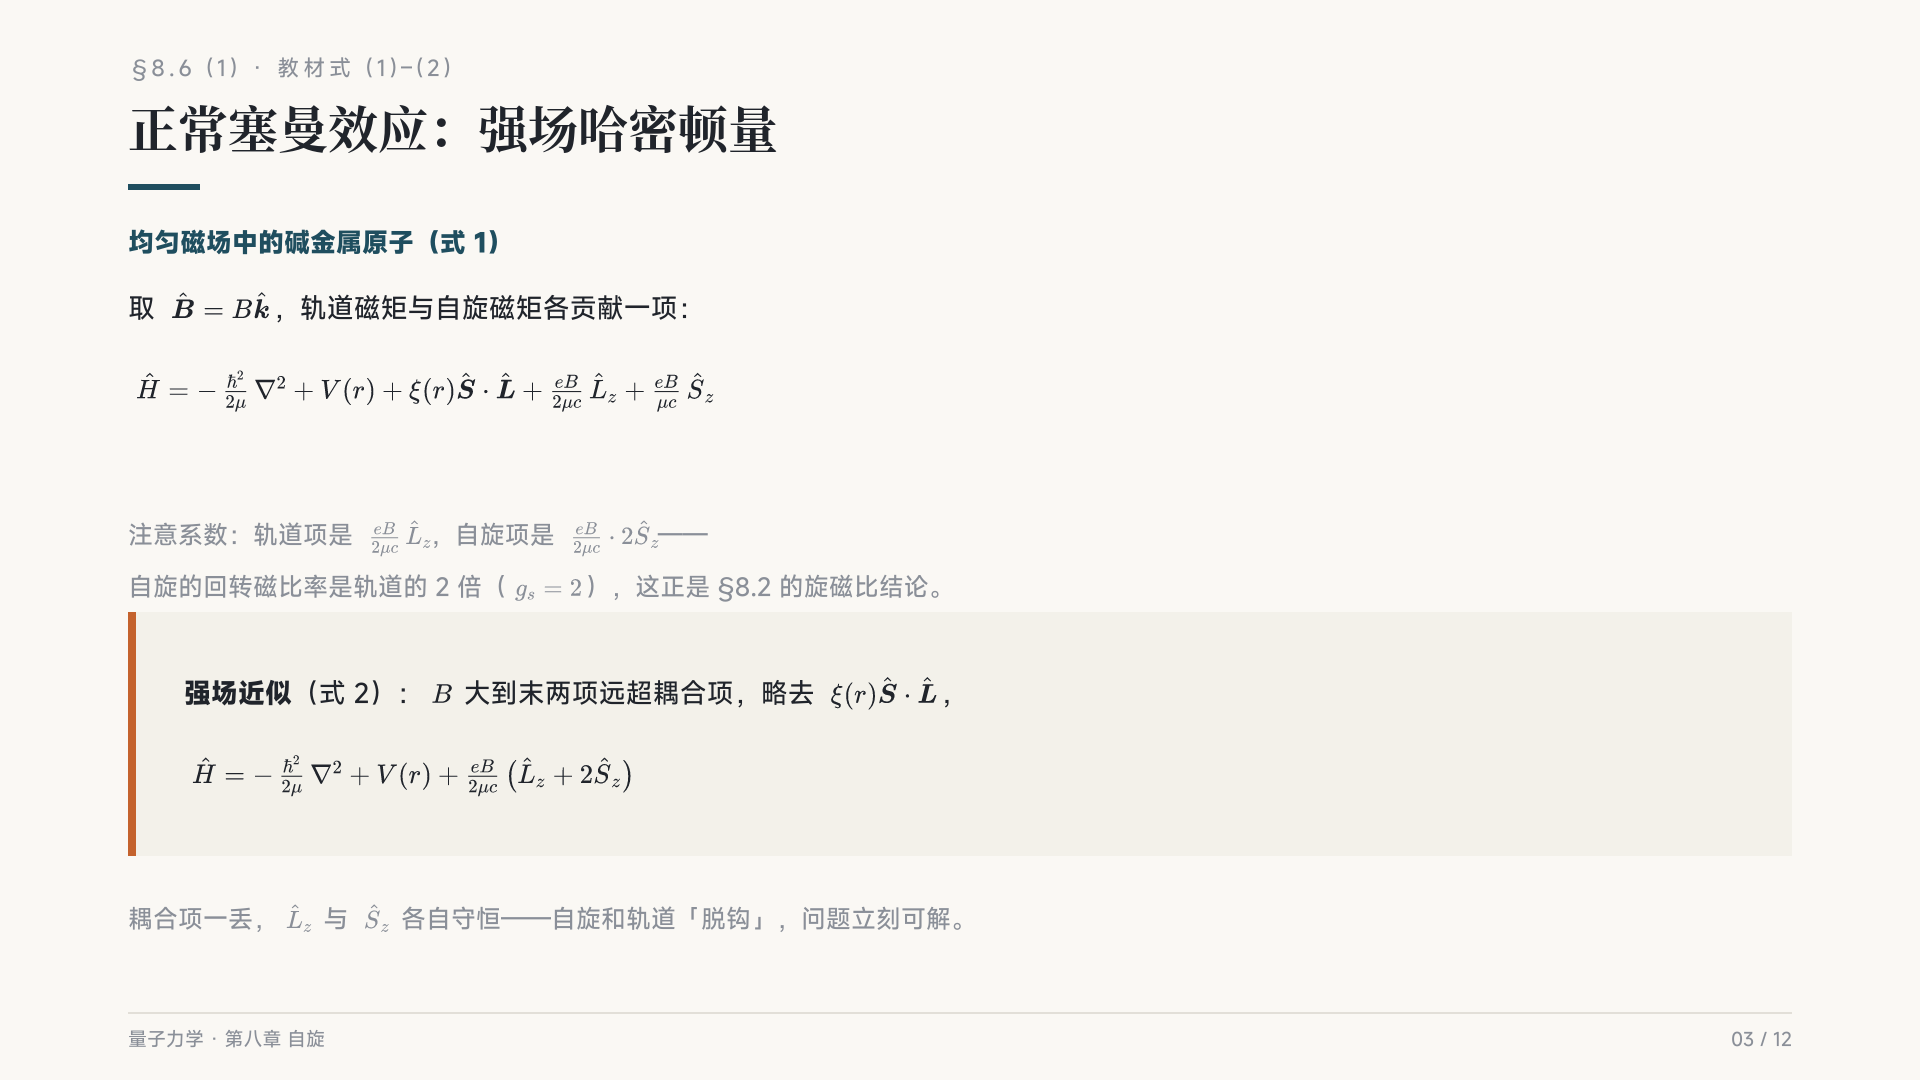 §8.6 (1) · 教材式 (1)–(2)
正常塞曼效应：强场哈密顿量
均匀磁场中的碱金属原子（式 1）
取 $\hat{\boldsymbol{B}} = B\hat{\boldsymbol{k}}$，轨道磁矩与自旋磁矩各贡献一项：
$\hat{H} = -\frac{\hbar^2}{2\mu}\nabla^2 + V(r) + \xi(r)\hat{\boldsymbol{S}}\cdot\hat{\boldsymbol{L}} + \frac{eB}{2\mu c}\hat{L}_z + \frac{eB}{\mu c}\hat{S}_z$
注意系数：轨道项是 $\frac{eB}{2\mu c}\hat{L}_z$，自旋项是 $\frac{eB}{2\mu c}\cdot 2\hat{S}_z$——
自旋的回转磁比率是轨道的 2 倍（ $g_s = 2$ ），这正是 §8.2 的旋磁比结论。
强场近似（式 2）： $B$ 大到末两项远超耦合项，略去 $\xi(r)\hat{\boldsymbol{S}}\cdot\hat{\boldsymbol{L}}$，
$\hat{H} = -\frac{\hbar^2}{2\mu}\nabla^2 + V(r) + \frac{eB}{2\mu c}\left(\hat{L}_z + 2\hat{S}_z\right)$
耦合项一丢， $\hat{L}_z$ 与 $\hat{S}_z$ 各自守恒——自旋和轨道「脱钩」，问题立刻可解。
量子力学 · 第八章 自旋
03 / 12